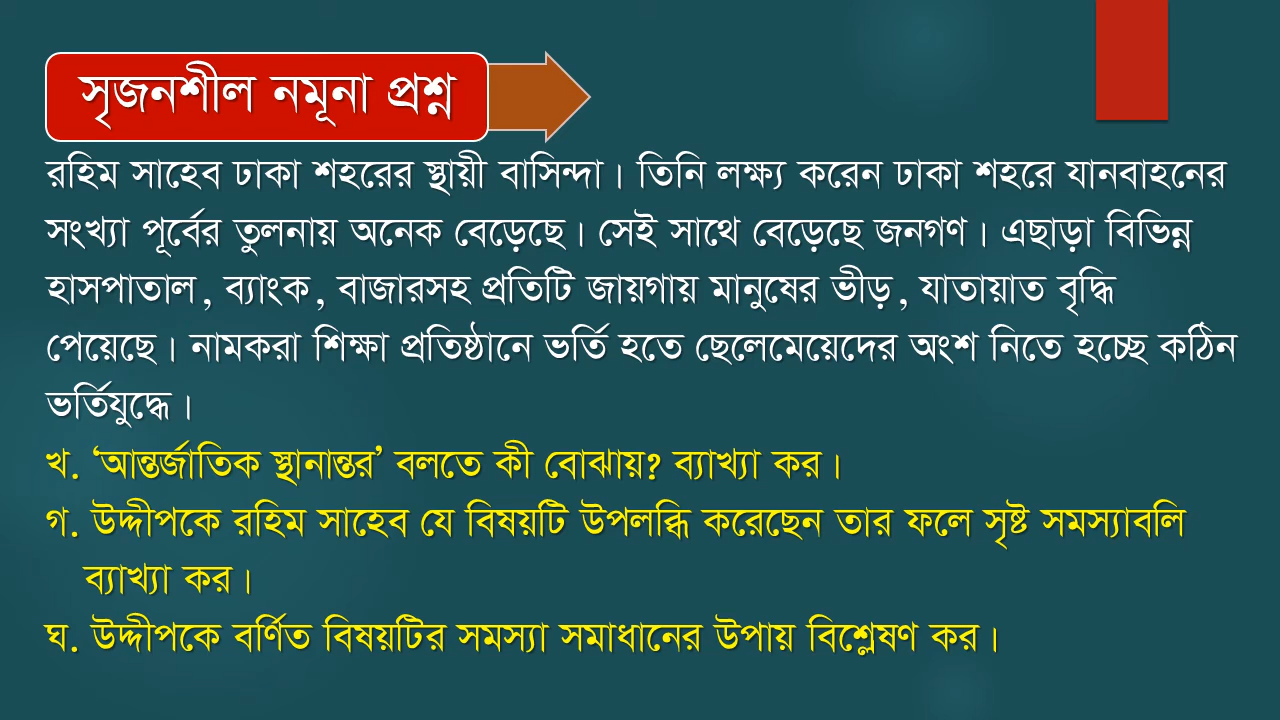 সৃজনশীল নমূনা প্রশ্ন
রহিম সাহেব ঢাকা শহরের স্থায়ী বাসিন্দা। তিনি লক্ষ্য করেন ঢাকা শহরে যানবাহনের
সংখ্যা পূর্বের তুলনায় অনেক বেড়েছে। সেই সাথে বেড়েছে জনগণ। এছাড়া বিভিন্ন
হাসপাতাল, ব্যাংক, বাজারসহ প্রতিটি জায়গায় মানুষের ভীড়, যাতায়াত বৃদ্ধি
পেয়েছে। নামকরা শিক্ষা প্রতিষ্ঠানে ভর্তি হতে ছেলেমেয়েদের অংশ নিতে হচ্ছে কঠিন
ভর্তিযুদ্ধে।
খ. ‘আন্তর্জাতিক স্থানান্তর’ বলতে কী বোঝায়? ব্যাখ্যা কর।
গ. উদ্দীপকে রহিম সাহেব যে বিষয়টি উপলব্ধি করেছেন তার ফলে সৃষ্ট সমস্যাবলি
ব্যাখ্যা কর।
ঘ. উদ্দীপকে বর্ণিত বিষয়টির সমস্যা সমাধানের উপায় বিশ্লেষণ কর।